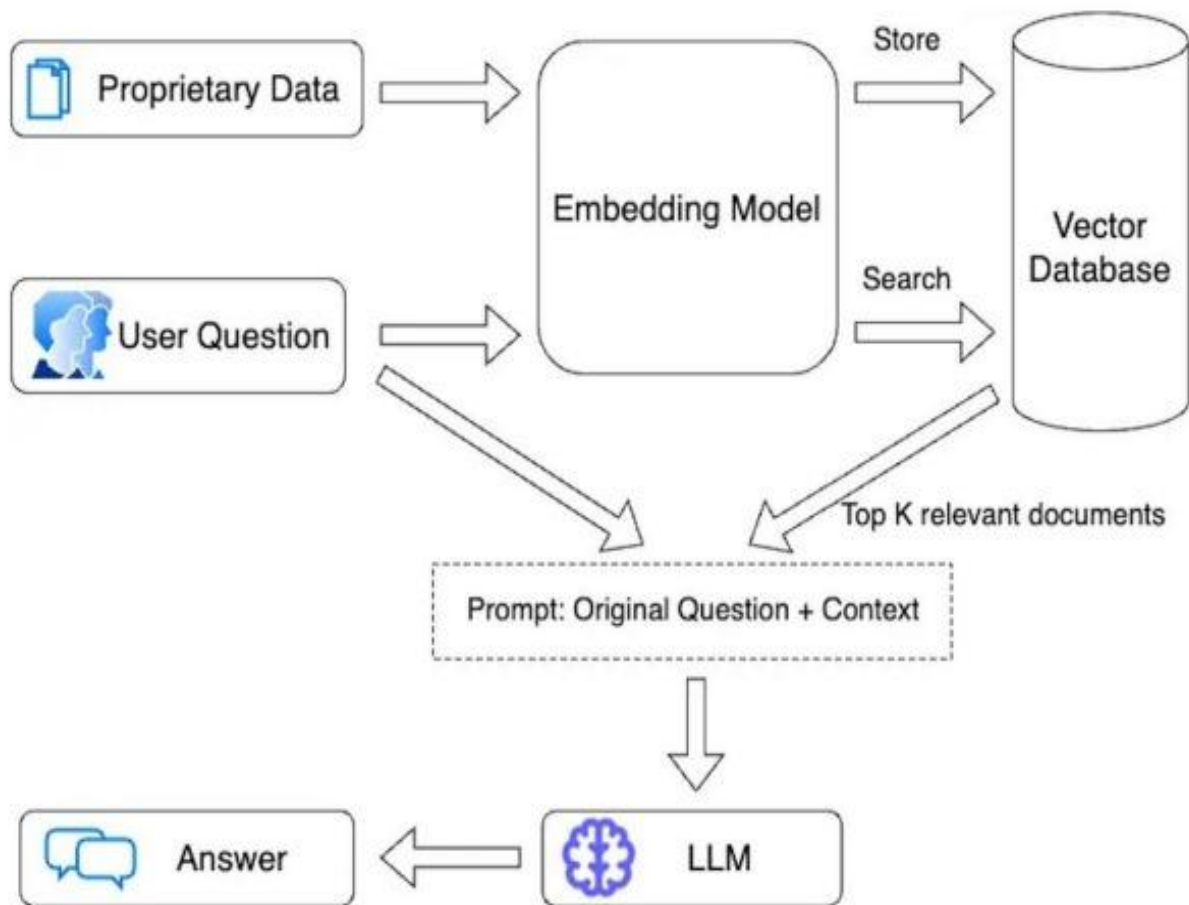 Proprietary Data
Store
Embedding Model
Vector
Database
Search
User Question
Top K relevant documents
Prompt: Original Question + Context
Answer
LLM